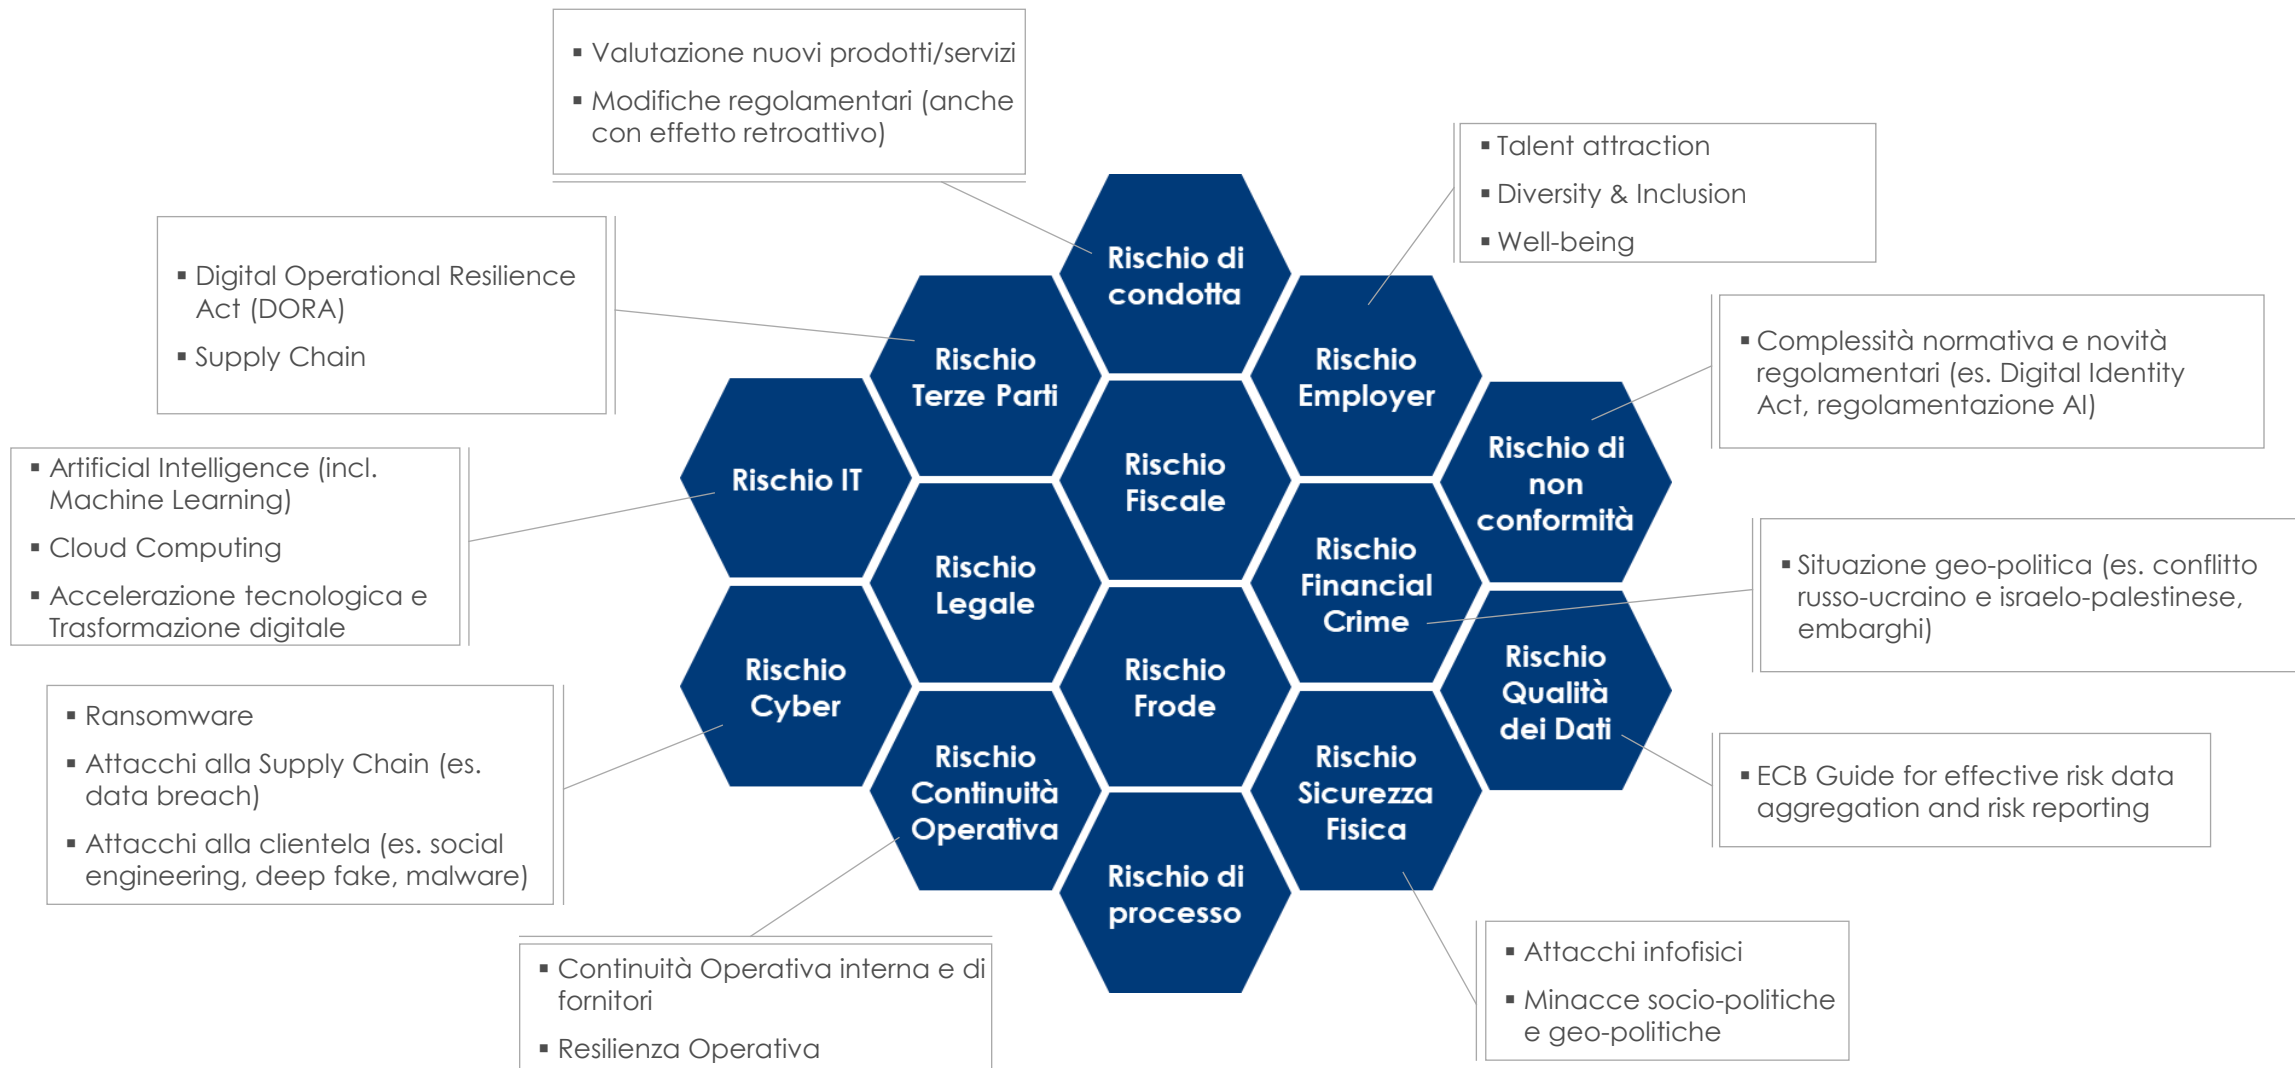 ▪ Valutazione nuovi prodotti/servizi
▪ Modifiche regolamentari (anche
con effetto retroattivo)
▪ Talent attraction
▪ Diversity & Inclusion
▪ Well-being
▪ Digital Operational Resilience
Act (DORA)
▪ Supply Chain
▪ Complessità normativa e novità
regolamentari (es. Digital Identity
Act, regolamentazione AI)
▪ Artificial Intelligence (incl.
Machine Learning)
▪ Cloud Computing
▪ Accelerazione tecnologica e
Trasformazione digitale
▪ Situazione geo-politica (es. conflitto
russo-ucraino e israelo-palestinese,
embarghi)
▪ Ransomware
▪ Attacchi alla Supply Chain (es.
data breach)
▪ Attacchi alla clientela (es. social
engineering, deep fake, malware)
▪ ECB Guide for effective risk data
aggregation and risk reporting
▪ Continuità Operativa interna e di
fornitori
▪ Resilienza Operativa
▪ Attacchi infofisici
▪ Minacce socio-politiche
e geo-politiche
Rischio di
condotta
Rischio
Terze Parti
Rischio
Employer
Rischio IT
Rischio
Fiscale
Rischio di
non
conformità
Rischio
Legale
Rischio
Financial
Crime
Rischio
Cyber
Rischio
Frode
Rischio
Qualità
dei Dati
Rischio
Continuità
Operativa
Rischio
Sicurezza
Fisica
Rischio di
processo